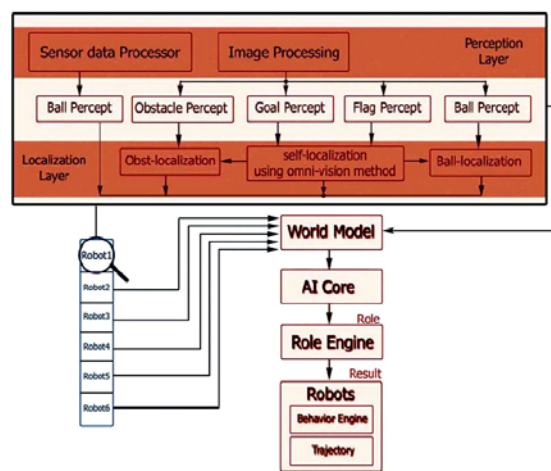 Sensor data Processor
Image Processing
Perception
Layer
Ball Percept
Obstacle Percept
Goal Percept
Flag Percept
Ball Percept
Localization
Layer
Obst-localization
self-localization
using omni-vision method
Ball-localization
Robot1
Robot2
Robot3
Robot4
Robot5
Robot6
World Model
AI Core
Role
Role Engine
Result
Robots
Behavior Engine
Trajectory